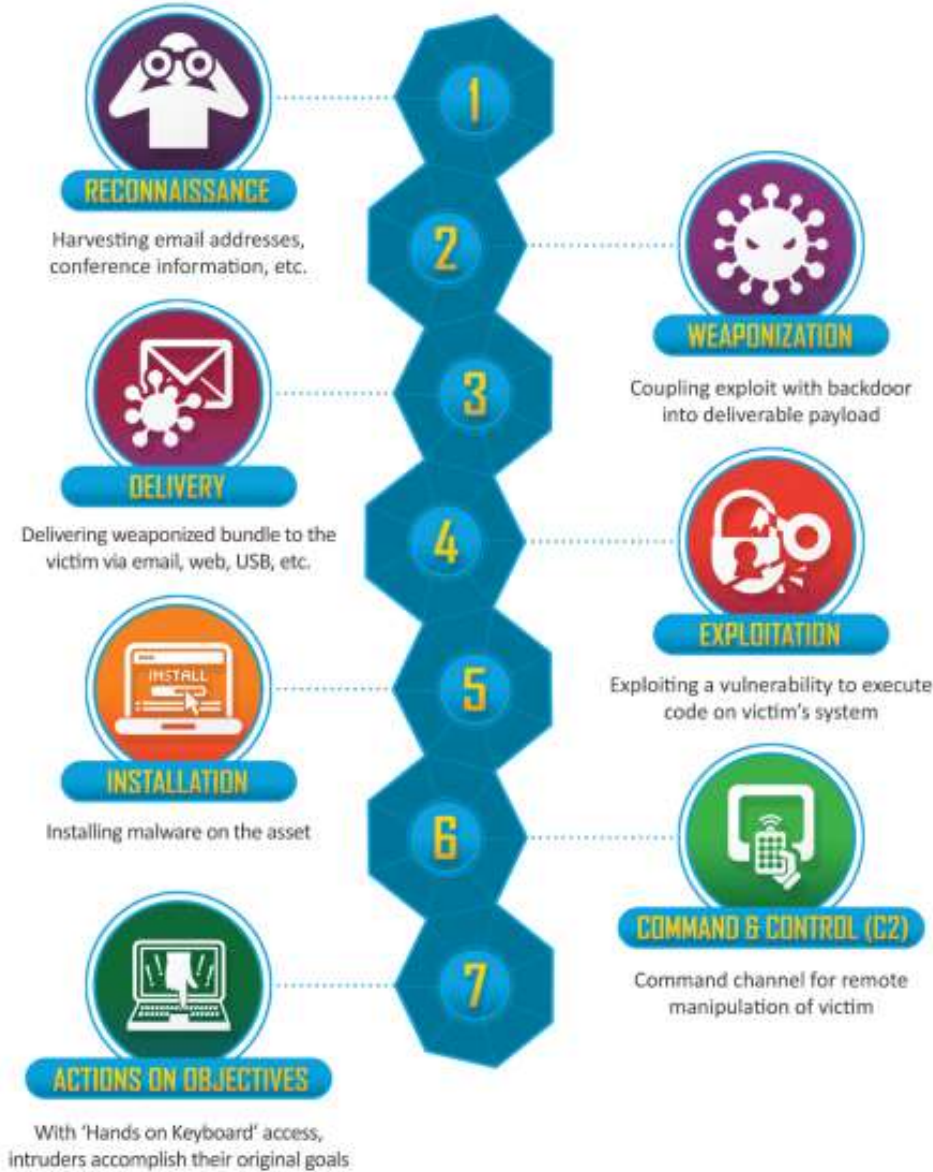 1
RECONNAISSANCE
Harvesting email addresses,
conference information, etc.
2
WEAPONIZATION
Coupling exploit with backdoor
into deliverable payload
3
DELIVERY
Delivering weaponized bundle to the
victim via email, web, USB, etc.
4
EXPLOITATION
Exploiting a vulnerability to execute
code on victim's system
5
INSTALL
INSTALLATION
Installing malware on the asset
6
COMMAND & CONTROL (C2)
Command channel for remote
manipulation of victim
7
ACTIONS ON OBJECTIVES
With 'Hands on Keyboard' access,
intruders accomplish their original goals